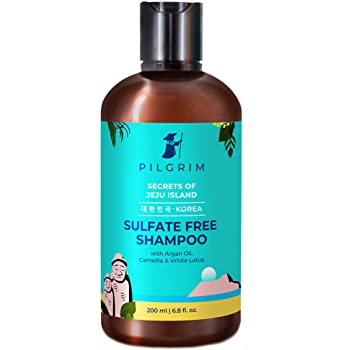 PILGRIM
SECRETS OF
JEJU ISLAND
대한민국·KOREA
SULFATE FREE
SHAMPOO
with Argan Oil,
Camellia & White Lotus
200 ml | 6.8 fl. oz.